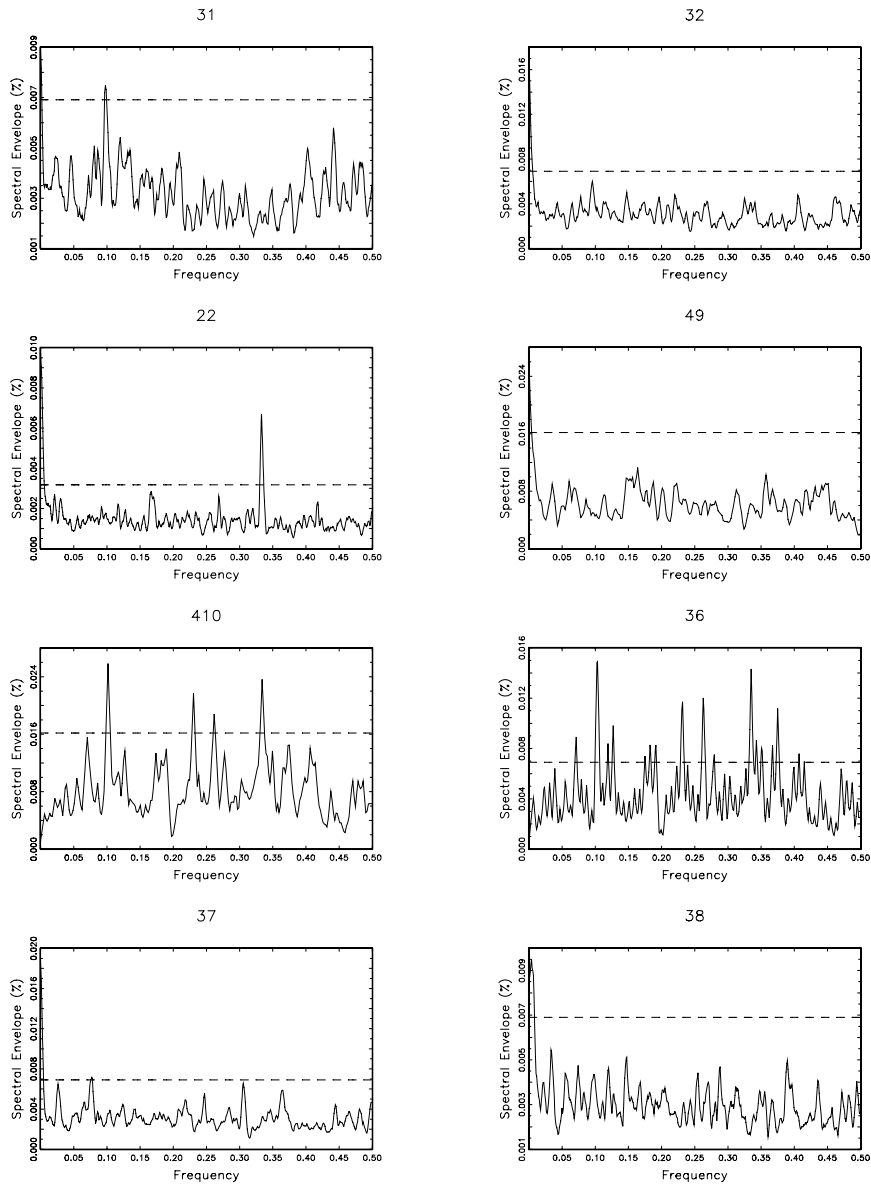 31
Spectral Envelope (%)
0.001 0.003 0.005 0.007 0.009
0.05 0.10 0.15 0.20 0.25 0.30 0.35 0.40 0.45 0.50
Frequency
32
Spectral Envelope (%)
0.000 0.004 0.008 0.012 0.016
0.05 0.10 0.15 0.20 0.25 0.30 0.35 0.40 0.45 0.50
Frequency
22
Spectral Envelope (%)
0.000 0.002 0.004 0.006 0.008 0.010
0.05 0.10 0.15 0.20 0.25 0.30 0.35 0.40 0.45 0.50
Frequency
49
Spectral Envelope (%)
0.000 0.008 0.016 0.024
0.05 0.10 0.15 0.20 0.25 0.30 0.35 0.40 0.45 0.50
Frequency
410
Spectral Envelope (%)
0.000 0.008 0.016 0.024
0.05 0.10 0.15 0.20 0.25 0.30 0.35 0.40 0.45 0.50
Frequency
36
Spectral Envelope (%)
0.000 0.004 0.008 0.012 0.016
0.05 0.10 0.15 0.20 0.25 0.30 0.35 0.40 0.45 0.50
Frequency
37
Spectral Envelope (%)
0.000 0.004 0.008 0.012 0.016 0.020
0.05 0.10 0.15 0.20 0.25 0.30 0.35 0.40 0.45 0.50
Frequency
38
Spectral Envelope (%)
0.001 0.003 0.005 0.007 0.009
0.05 0.10 0.15 0.20 0.25 0.30 0.35 0.40 0.45 0.50
Frequency